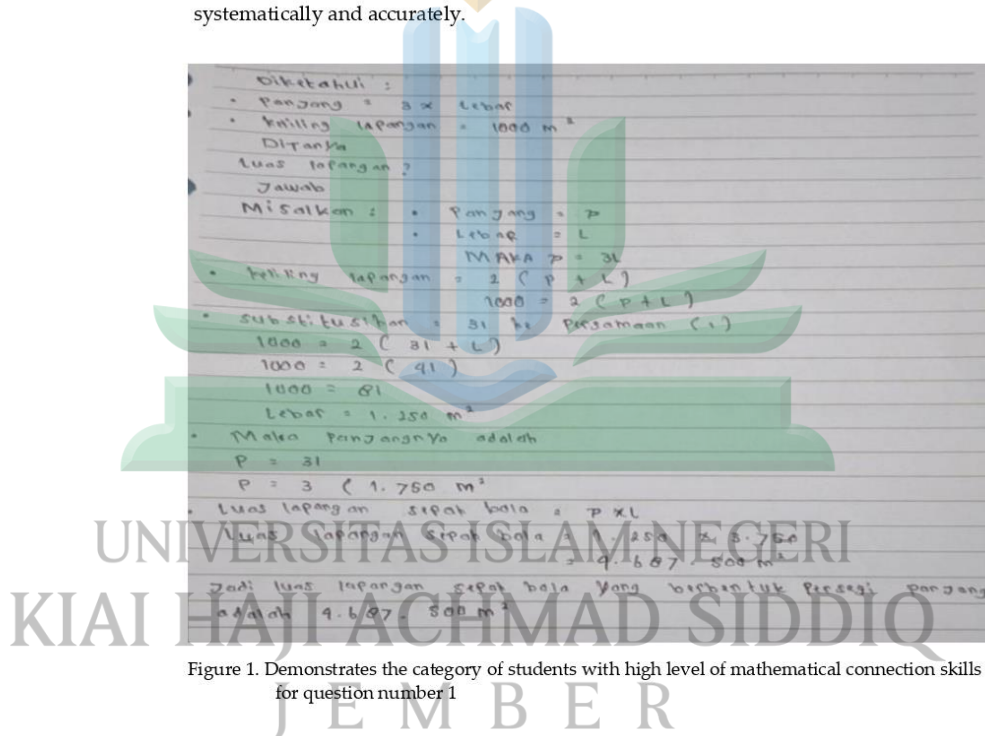 systematically and accurately.
Diketahui :
• Panjang = 3 x Lebar
• kniling lapangan = 1000 m²
Ditanya
Luas lapangan ?
Jawab
Misalkan : • Panjang = P
• Lebar = L
MAKA P = 3L
• keliling lapangan = 2 ( P + L )
1000 = 2 ( P + L )
• substitusikan = 3l ke Persamaan (1)
1000 = 2 ( 3l + L )
1000 = 2 ( 4l )
1000 = 8l
Lebar = 1.250 m²
• Maka Panjangnya adalah
P = 3l
P = 3 ( 1.750 m²
• Luas lapangan sepak bola = P x L
Luas lapangan sepak bola = 1.250 x 3.750
= 4.687.500 m²
Jadi luas lapangan sepak bola yang berbentuk Persegi panjang
adalah 4.687.500 m²
UNIVERSITAS ISLAM NEGERI
KIAI HAJI ACHMAD SIDDIQ
JEMBER
Figure 1. Demonstrates the category of students with high level of mathematical connection skills
for question number 1